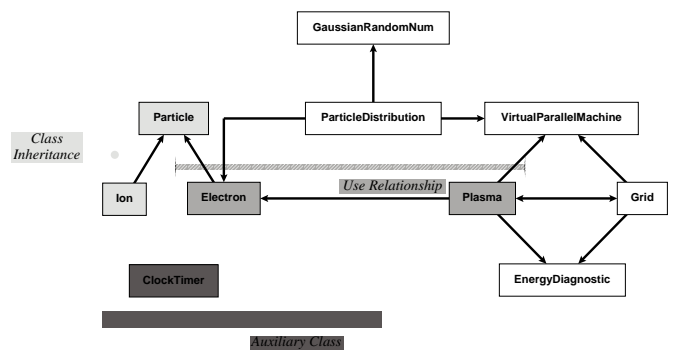 GaussianRandomNum
Particle
ParticleDistribution
VirtualParallelMachine
Class
Inheritance
Use Relationship
Ion
Electron
Plasma
Grid
ClockTimer
EnergyDiagnostic
Auxiliary Class